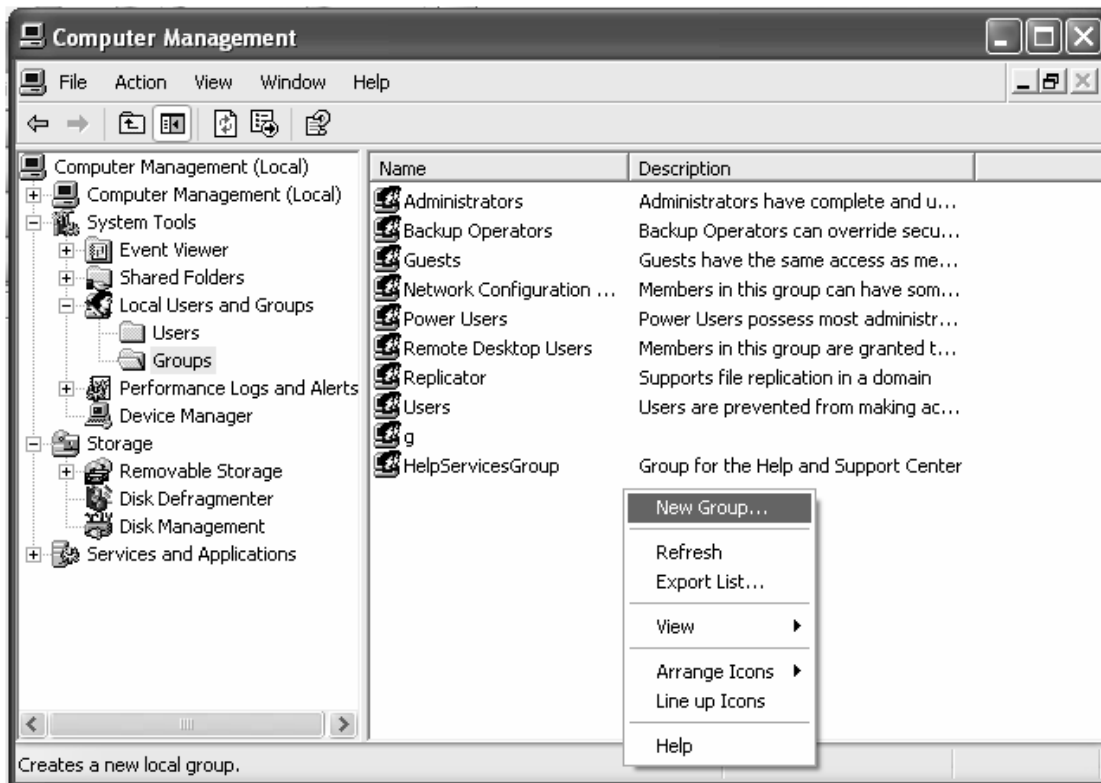 Computer Management
File Action View Window Help
Computer Management (Local)
Computer Management (Local)
System Tools
Event Viewer
Shared Folders
Local Users and Groups
Users
Groups
Performance Logs and Alerts
Device Manager
Storage
Removable Storage
Disk Defragmenter
Disk Management
Services and Applications
Name Description
Administrators Administrators have complete and u...
Backup Operators Backup Operators can override secu...
Guests Guests have the same access as me...
Network Configuration ... Members in this group can have som...
Power Users Power Users possess most administr...
Remote Desktop Users Members in this group are granted t...
Replicator Supports file replication in a domain
Users Users are prevented from making ac...
g
HelpServicesGroup Group for the Help and Support Center
New Group...
Refresh
Export List...
View
Arrange Icons
Line up Icons
Help
Creates a new local group.